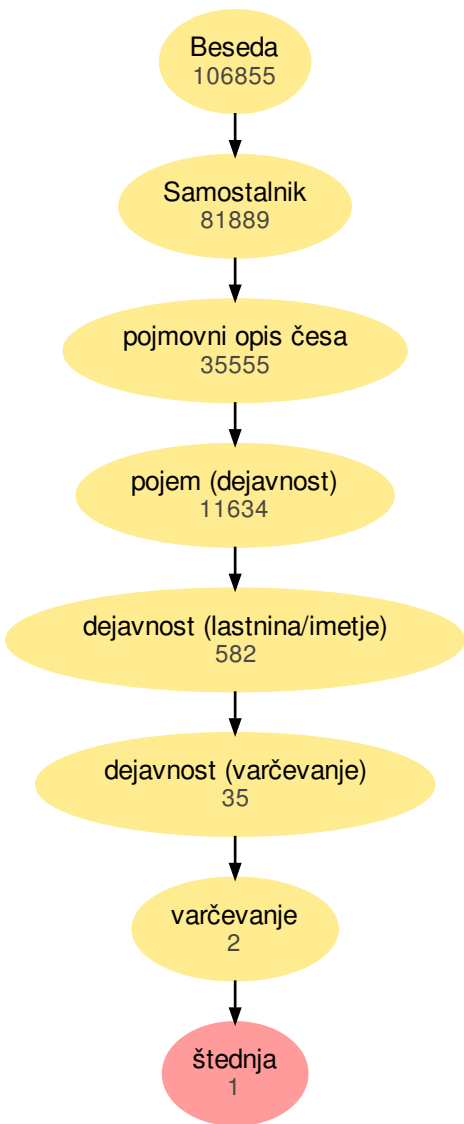 Beseda
106855
Samostalnik
81889
pojmovni opis česa
35555
pojem (dejavnost)
11634
dejavnost (lastnina/imetje)
582
dejavnost (varčevanje)
35
varčevanje
2
štednja
1